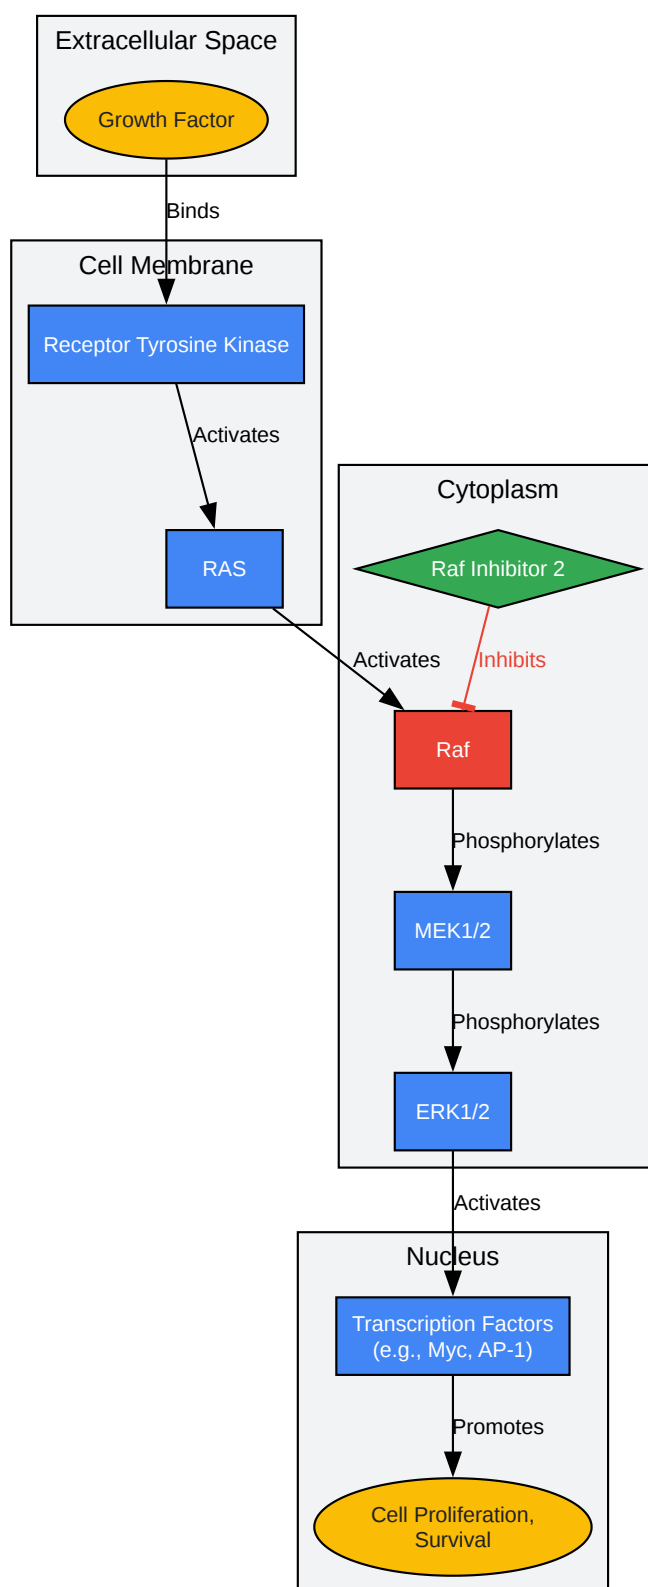 Extracellular Space
Growth Factor
Binds
Cell Membrane
Receptor Tyrosine Kinase
Activates
Cytoplasm
RAS
Raf Inhibitor 2
Activates
Inhibits
Raf
Phosphorylates
MEK1/2
Phosphorylates
ERK1/2
Activates
Nucleus
Transcription Factors
(e.g., Myc, AP-1)
Promotes
Cell Proliferation,
Survival